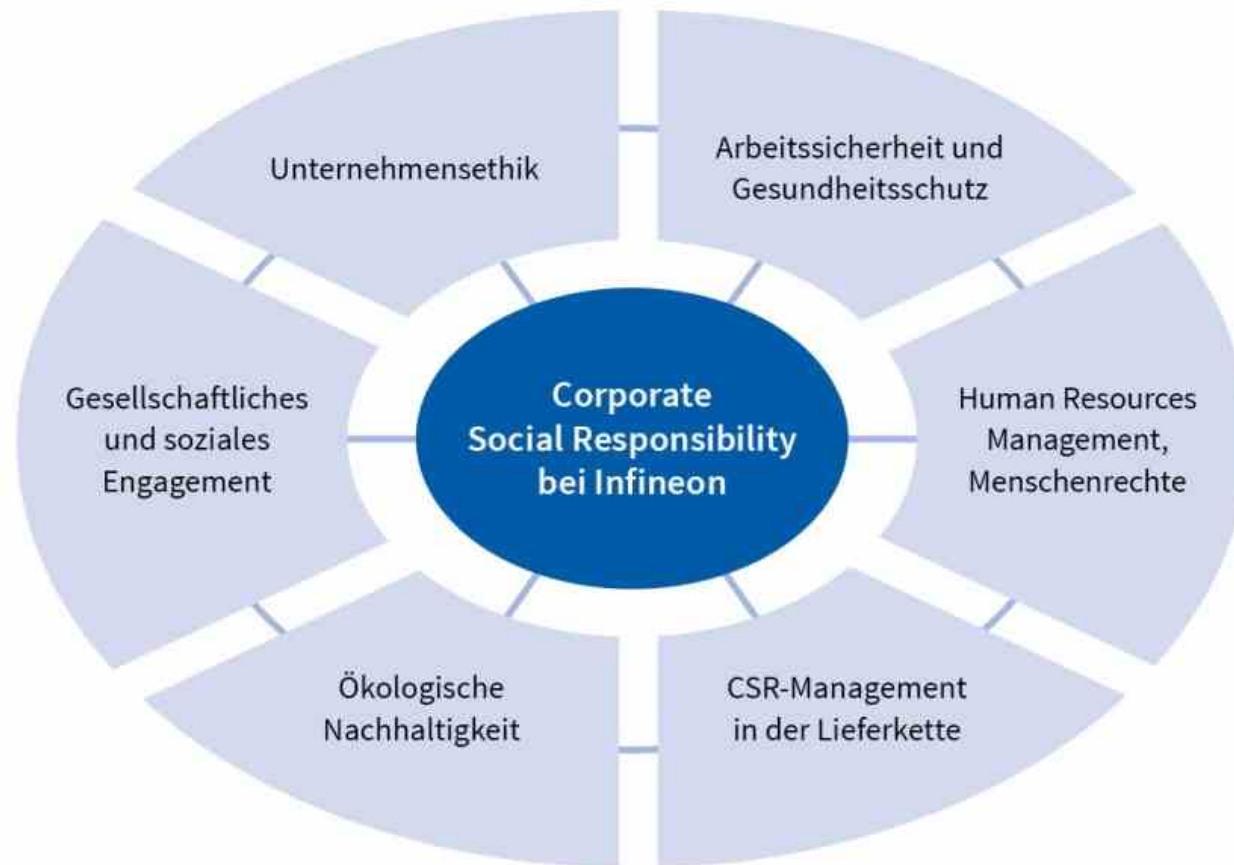 Unternehmensethik
Arbeitssicherheit und
Gesundheitsschutz
Gesellschaftliches
und soziales
Engagement
Corporate
Social Responsibility
bei Infineon
Human Resources
Management,
Menschenrechte
Ökologische
Nachhaltigkeit
CSR-Management
in der Lieferkette